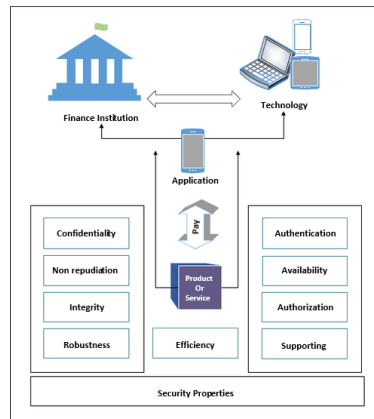 Finance Institution
Technology
Application
Pay
Product
Or
Service
Confidentiality
Non repudiation
Integrity
Robustness
Efficiency
Authentication
Availability
Authorization
Supporting
Security Properties